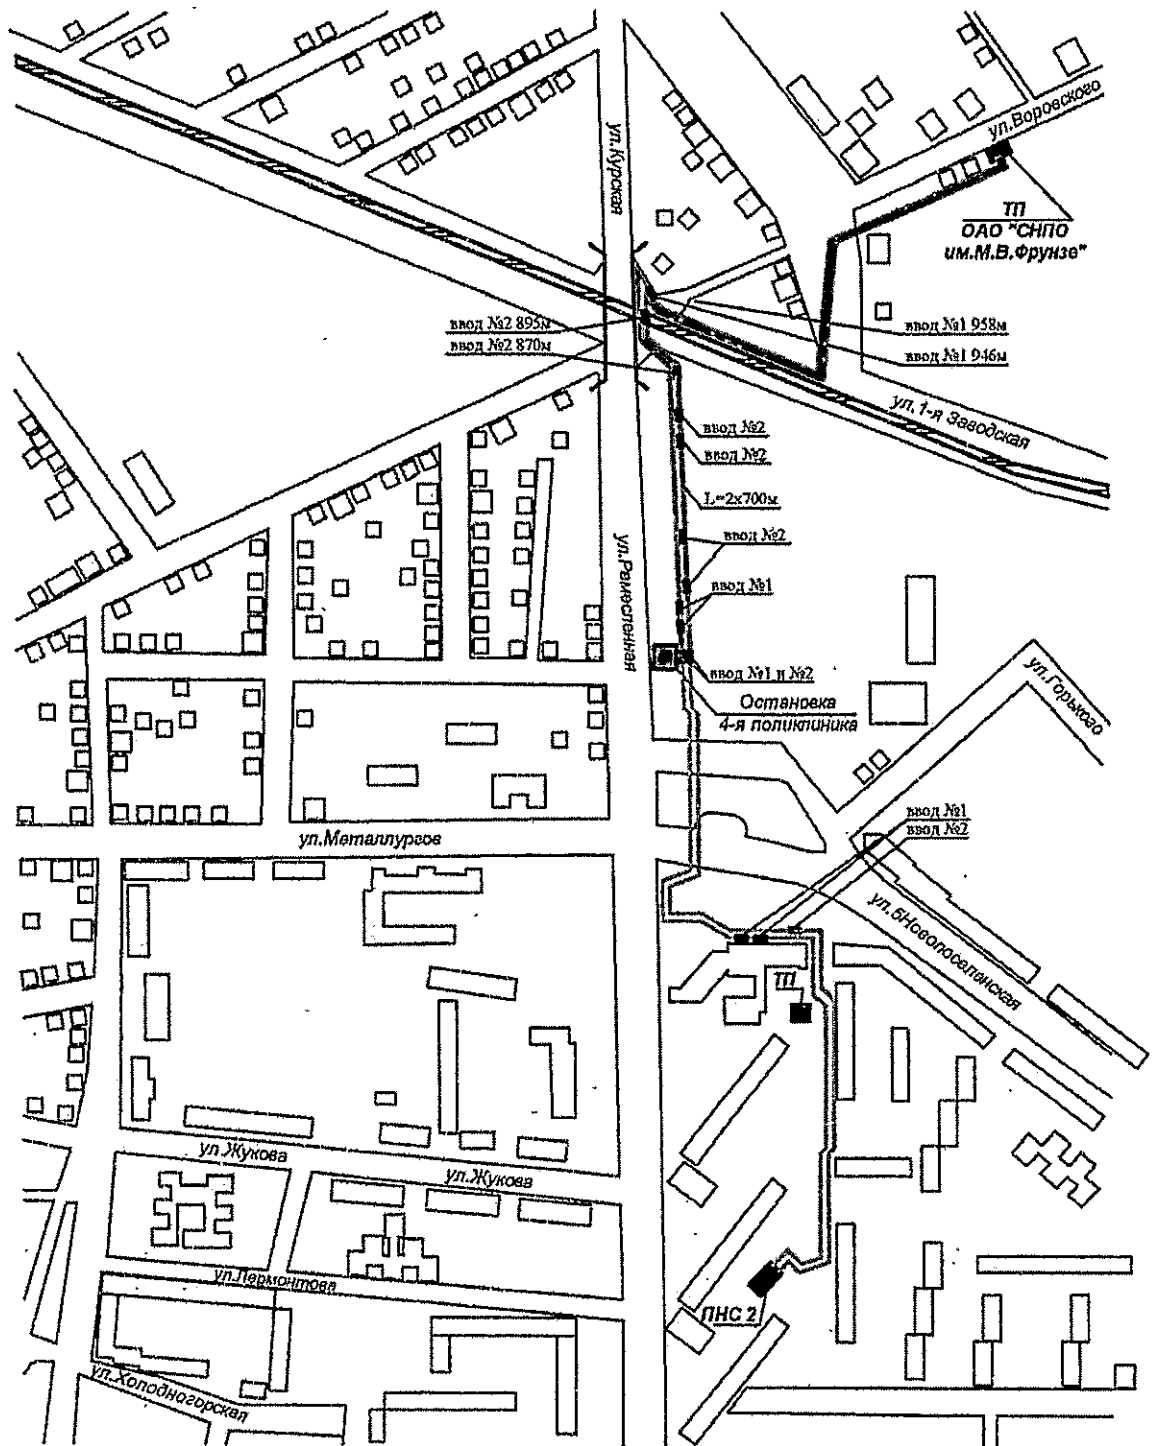 ул.Воровского
ул.Курская
ТП
ОАО "СНПО
им.М.В.Фрунзе"
ввод №2 895м
ввод №1 958м
ввод №2 870м
ввод №1 946м
ул.1-я Заводская
ввод №2
ввод №2
L=2x700м
ввод №2
ул.Ремесленная
ввод №1
ввод №1 и №2
ул.Горького
Остановка
4-я поликлиника
ввод №1
ввод №2
ул.Металлургов
ул.6Новопоселенская
ТП
ул.Жукова
ул.Жукова
ул.Лермонтова
ПНС 2
ул.Холодногорская